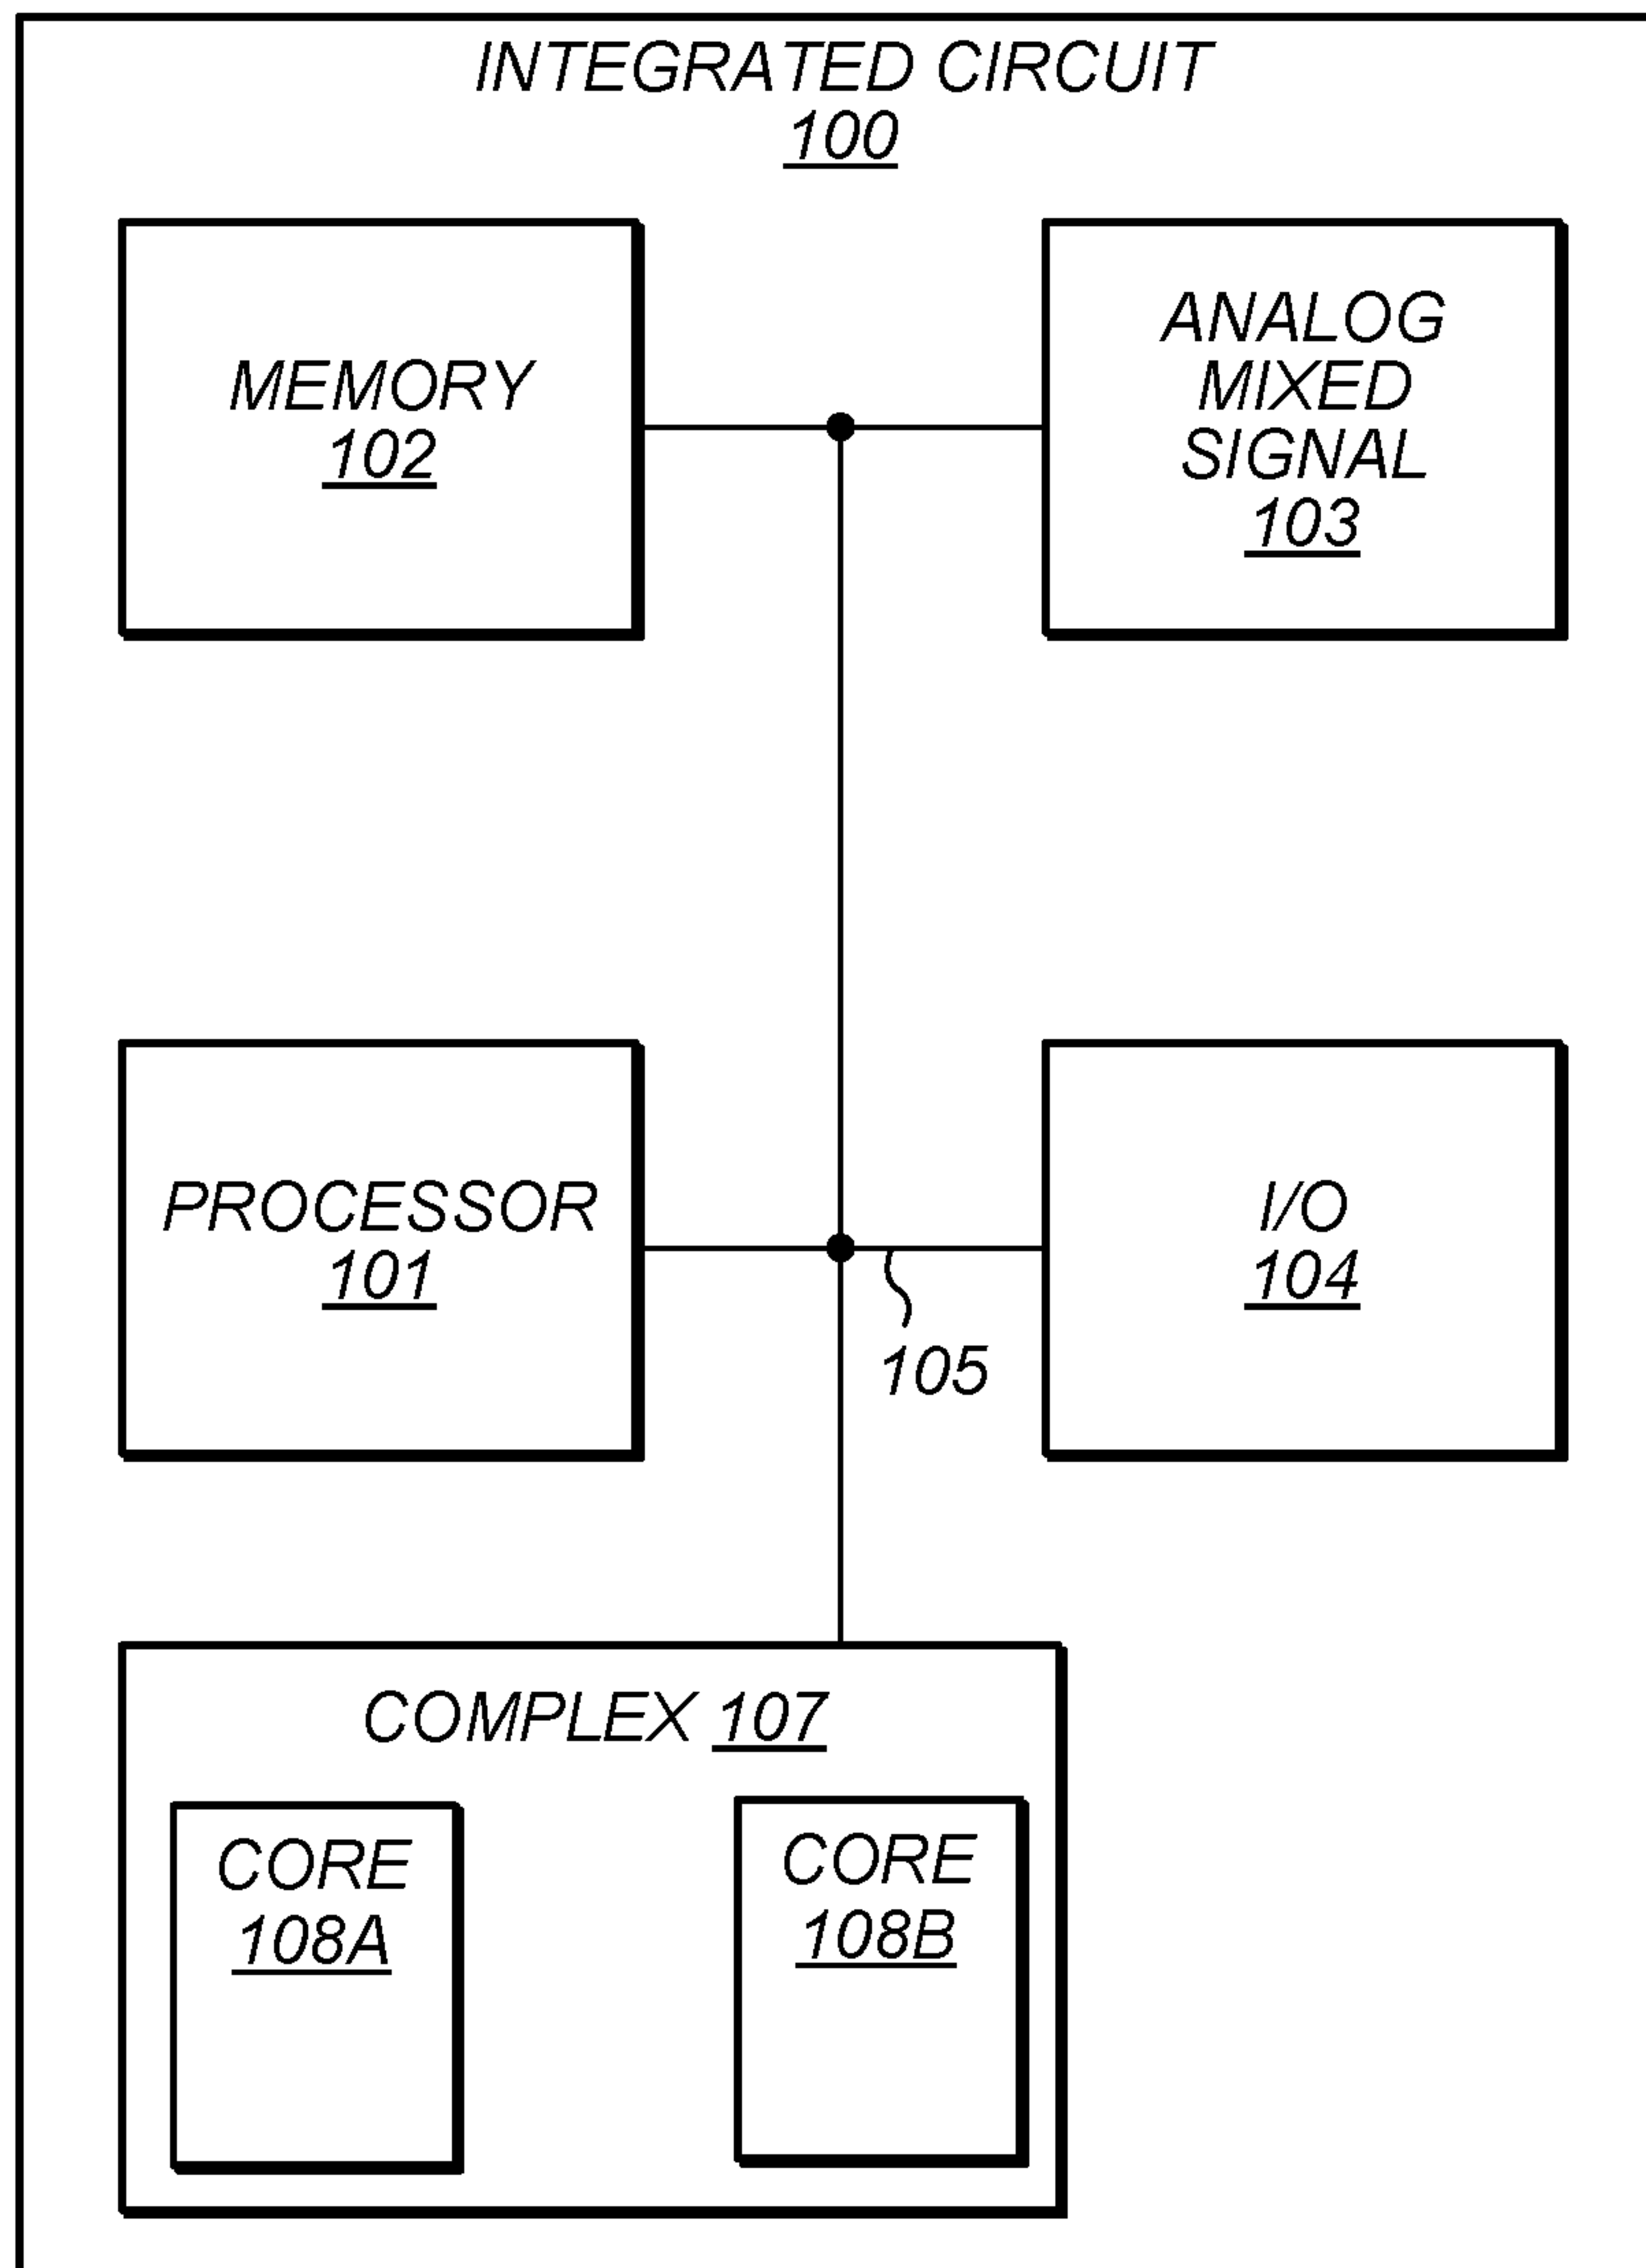 INTEGRATED CIRCUIT
100
MEMORY
102
ANALOG
MIXED
SIGNAL
103
PROCESSOR
101
I/O
104
105
COMPLEX 107
CORE
108A
CORE
108B